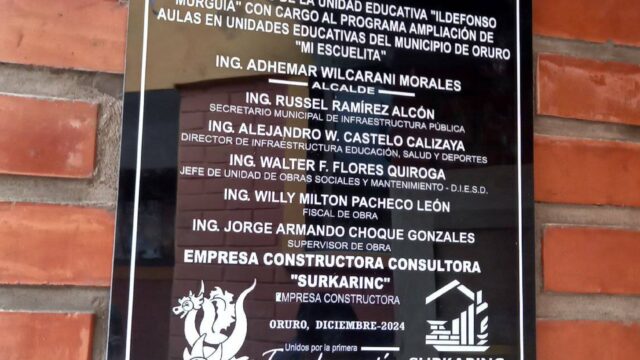 DE LA UNIDAD EDUCATIVA "ILDEFONSO
MURGUIA" CON CARGO AL PROGRAMA AMPLIACIÓN DE
AULAS EN UNIDADES EDUCATIVAS DEL MUNICIPIO DE ORURO
"MI ESCUELITA"
ING. ADHEMAR WILCARANI MORALES
ALCALDE
ING. RUSSEL RAMÍREZ ALCÓN
SECRETARIO MUNICIPAL DE INFRAESTRUCTURA PÚBLICA
ING. ALEJANDRO W. CASTELO CALIZAYA
DIRECTOR DE INFRAESTRUCTURA EDUCACIÓN, SALUD Y DEPORTES
ING. WALTER F. FLORES QUIROGA
JEFE DE UNIDAD DE OBRAS SOCIALES Y MANTENIMIENTO - D.I.E.S.D.
ING. WILLY MILTON PACHECO LEÓN
FISCAL DE OBRA
ING. JORGE ARMANDO CHOQUE GONZALES
SUPERVISOR DE OBRA
EMPRESA CONSTRUCTORA CONSULTORA
"SURKARINC"
EMPRESA CONSTRUCTORA
ORURO, DICIEMBRE-2024
Unidos por la primera
SURKARINC